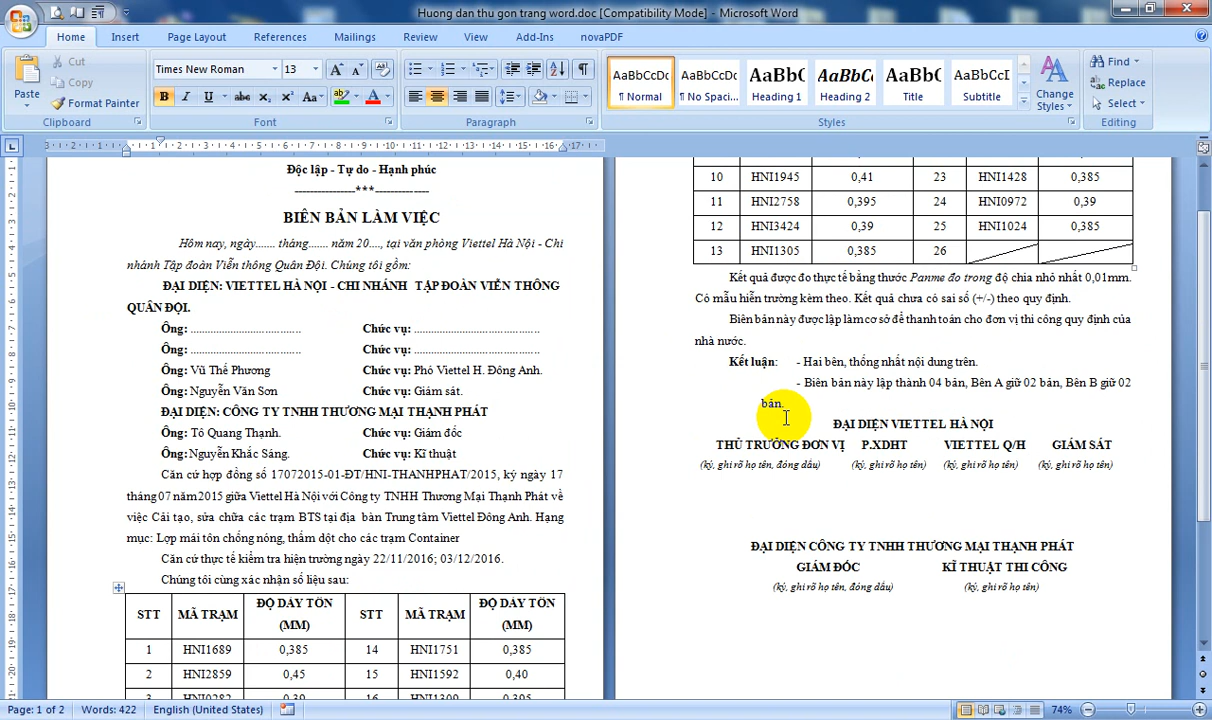 Huong dan thu gon trang word.doc [Compatibility Mode] - Microsoft Word
Home Insert Page Layout References Mailings Review View Add-Ins novaPDF
Paste
Cut
Copy
Format Painter
Clipboard
Times New Roman 13
Font
Paragraph
AaBbCcDc AaBbCcDc AaBbC AaBbCc AaBbC AaBbCcI
¶ Normal ¶ No Spaci... Heading 1 Heading 2 Title Subtitle
Change
Styles
Styles
Find
Replace
Select
Editing
Độc lập - Tự do - Hạnh phúc
----------------***--------------
BIÊN BẢN LÀM VIỆC
Hôm nay, ngày....... tháng....... năm 20...., tại văn phòng Viettel Hà Nội - Chi
nhánh Tập đoàn Viễn thông Quân Đội. Chúng tôi gồm:
ĐẠI DIỆN: VIETTEL HÀ NỘI - CHI NHÁNH TẬP ĐOÀN VIỄN THÔNG
QUÂN ĐỘI.
Ông: ....................................... Chức vụ: .............................................
Ông: ....................................... Chức vụ: .............................................
Ông: Vũ Thế Phương Chức vụ: Phó Viettel H. Đông Anh.
Ông: Nguyễn Văn Sơn Chức vụ: Giám sát.
ĐẠI DIỆN: CÔNG TY TNHH THƯƠNG MẠI THẠNH PHÁT
Ông: Tô Quang Thạnh. Chức vụ: Giám đốc
Ông: Nguyễn Khắc Sáng. Chức vụ: Kĩ thuật
Căn cứ hợp đồng số 17072015-01-ĐT/HNI-THANHPHAT/2015, ký ngày 17
tháng 07 năm 2015 giữa Viettel Hà Nội với Công ty TNHH Thương Mại Thạnh Phát về
việc Cải tạo, sửa chữa các trạm BTS tại địa bàn Trung tâm Viettel Đông Anh. Hạng
mục: Lợp mái tôn chống nóng, thấm dột cho các trạm Container
Căn cứ thực tế kiểm tra hiện trường ngày 22/11/2016; 03/12/2016.
Chúng tôi cùng xác nhận số liệu sau:
STT MÃ TRẠM ĐỘ DÀY TÔN (MM) STT MÃ TRẠM ĐỘ DÀY TÔN (MM)
1 HNI1689 0,385 14 HNI1751 0,385
2 HNI2859 0,45 15 HNI1592 0,40
3 HNI0282 0,39 16 HNI1309 0,395
10 HNI1945 0,41 23 HNI1428 0,385
11 HNI2758 0,395 24 HNI0972 0,39
12 HNI3424 0,39 25 HNI1024 0,385
13 HNI1305 0,385 26
Kết quả được đo thực tế bằng thước Panme đo trong độ chia nhỏ nhất 0,01mm.
Có mẫu hiện trường kèm theo. Kết quả chưa có sai số (+/-) theo quy định.
Biên bản này được lập làm cơ sở để thanh toán cho đơn vị thi công quy định của
nhà nước.
Kết luận: - Hai bên, thống nhất nội dung trên.
- Biên bản này lập thành 04 bản, Bên A giữ 02 bản, Bên B giữ 02
bản.
ĐẠI DIỆN VIETTEL HÀ NỘI
THỦ TRƯỞNG ĐƠN VỊ P.XDHT VIETTEL Q/H GIÁM SÁT
(ký, ghi rõ họ tên, đóng dấu) (ký, ghi rõ họ tên) (ký, ghi rõ họ tên) (ký, ghi rõ họ tên)
ĐẠI DIỆN CÔNG TY TNHH THƯƠNG MẠI THẠNH PHÁT
GIÁM ĐỐC KĨ THUẬT THI CÔNG
(ký, ghi rõ họ tên, đóng dấu) (ký, ghi rõ họ tên)
Page: 1 of 2 Words: 422 English (United States) 74%